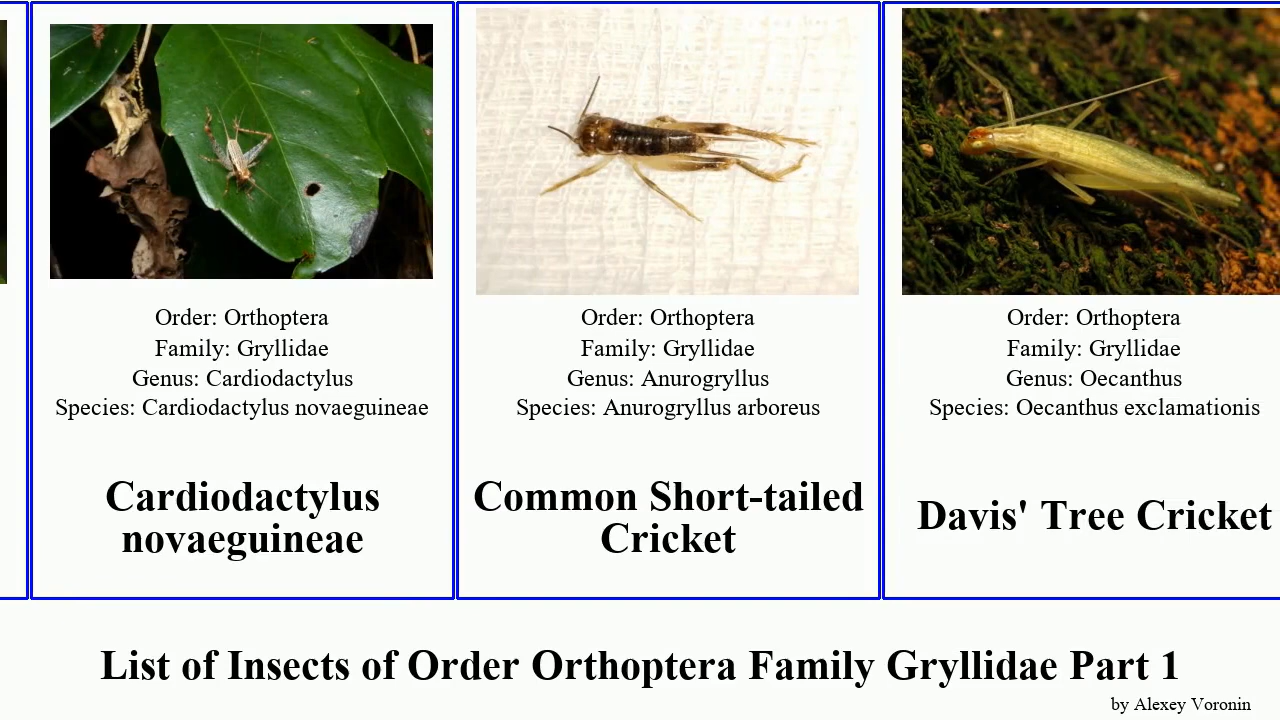 Order: Orthoptera
Family: Gryllidae
Genus: Cardiodactylus
Species: Cardiodactylus novaeguineae
Cardiodactylus
novaeguineae
Order: Orthoptera
Family: Gryllidae
Genus: Anurogryllus
Species: Anurogryllus arboreus
Common Short-tailed
Cricket
Order: Orthoptera
Family: Gryllidae
Genus: Oecanthus
Species: Oecanthus exclamationis
Davis' Tree Cricket
List of Insects of Order Orthoptera Family Gryllidae Part 1
by Alexey Voronin